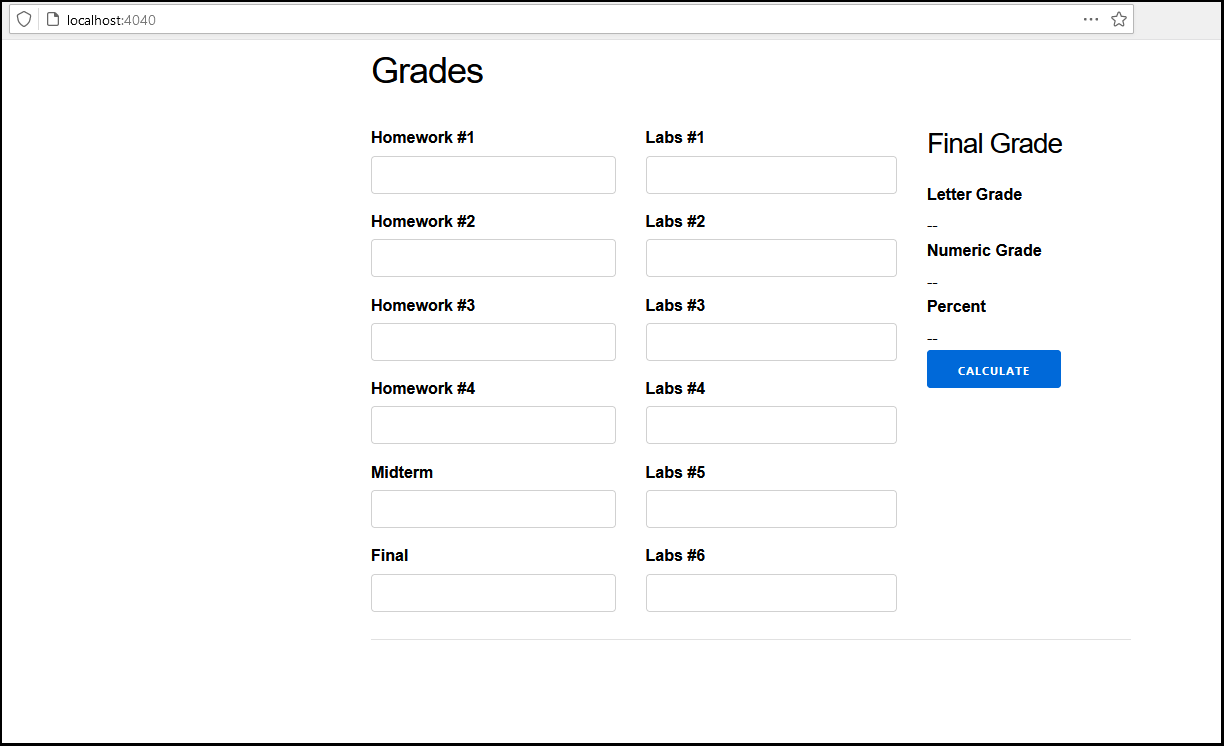 localhost:4040
Grades
Homework #1
Labs #1
Final Grade
Letter Grade
--
Homework #2
Labs #2
Numeric Grade
--
Homework #3
Labs #3
Percent
--
CALCULATE
Homework #4
Labs #4
Midterm
Labs #5
Final
Labs #6